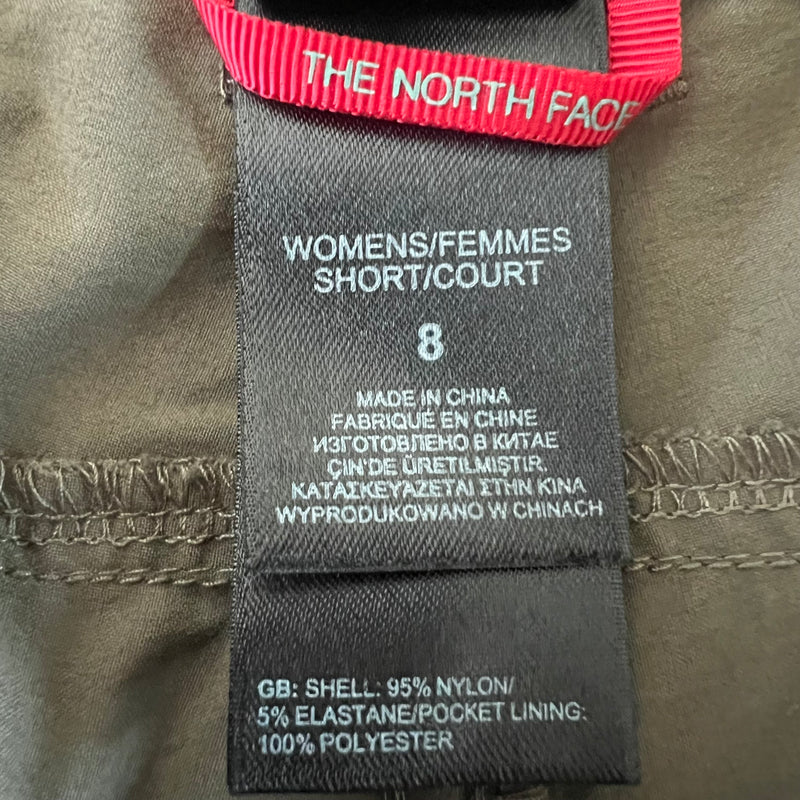 THE NORTH FACE
WOMENS/FEMMES
SHORT/COURT
8
MADE IN CHINA
FABRIQUÉ EN CHINE
ИЗГОТОВЛЕНО В КИТАЕ
ÇIN'DE ÜRETILMIŞTIR.
ΚΑΤΑΣΚΕΥΑΖΕΤΑΙ ΣΤΗΝ ΚΙΝΑ
WYPRODUKOWANO W CHINACH
GB: SHELL: 95% NYLON/
5% ELASTANE/POCKET LINING:
100% POLYESTER